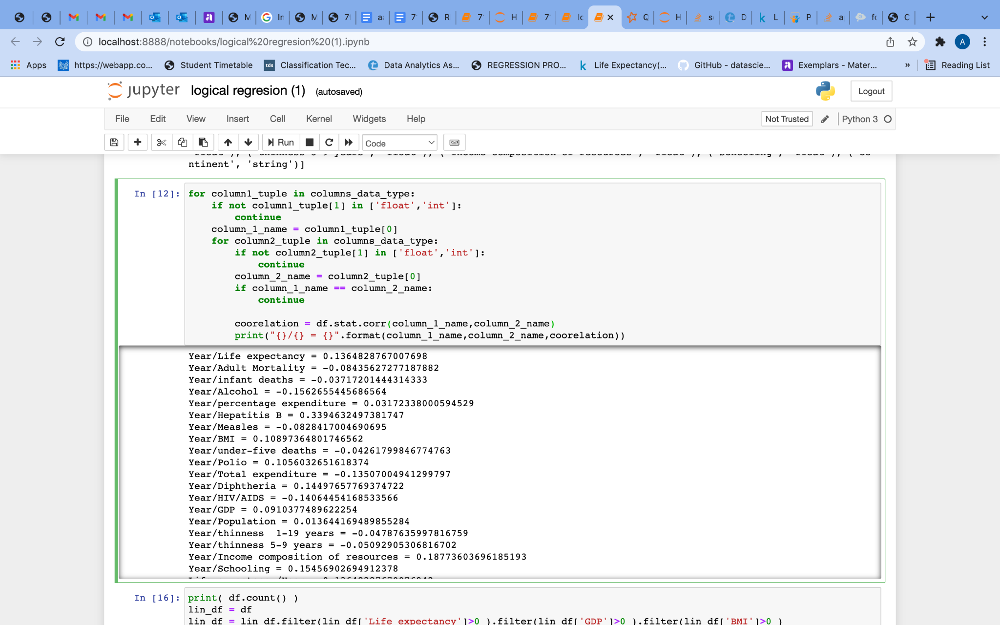 M
In
M
7
a
7
R
7
H
7
lc
Q
H
s
D
L
P
a
fc
C
localhost:8888/notebooks/logical%20regresion%20(1).ipynb
A
Apps
https://webapp.co...
Student Timetable
tds Classification Tec...
Data Analytics As...
REGRESSION PRO...
Life Expectancy(...
GitHub - datascie...
Exemplars - Mater...
»
Reading List
jupyter logical regresion (1) (autosaved)
Logout
File Edit View Insert Cell Kernel Widgets Help
Not Trusted
Python 3
Run
Code
ntinent', 'string')]
In [12]:
for column1_tuple in columns_data_type:
    if not column1_tuple[1] in ['float','int']:
        continue
    column_1_name = column1_tuple[0]
    for column2_tuple in columns_data_type:
        if not column2_tuple[1] in ['float','int']:
            continue
        column_2_name = column2_tuple[0]
        if column_1_name == column_2_name:
            continue
        coorelation = df.stat.corr(column_1_name,column_2_name)
        print("{}/{} = {}".format(column_1_name,column_2_name,coorelation))
Year/Life expectancy = 0.1364828767007698
Year/Adult Mortality = -0.08435627277187882
Year/infant deaths = -0.03717201444314333
Year/Alcohol = -0.1562655445686564
Year/percentage expenditure = 0.03172338000594529
Year/Hepatitis B = 0.3394632497381747
Year/Measles = -0.0828417004690695
Year/BMI = 0.10897364801746562
Year/under-five deaths = -0.04261799846774763
Year/Polio = 0.1056032651618374
Year/Total expenditure = -0.13507004941299797
Year/Diphtheria = 0.14497657769374722
Year/HIV/AIDS = -0.14064454168533566
Year/GDP = 0.0910377489622254
Year/Population = 0.013644169489855284
Year/thinness  1-19 years = -0.04787635997816759
Year/thinness 5-9 years = -0.05092905306816702
Year/Income composition of resources = 0.18773603696185193
Year/Schooling = 0.15456902694912378
In [16]:
print( df.count() )
lin_df = df
lin_df = lin_df.filter(lin_df['Life expectancy']>0 ).filter(lin_df['GDP']>0 ).filter(lin_df['BMI']>0 )